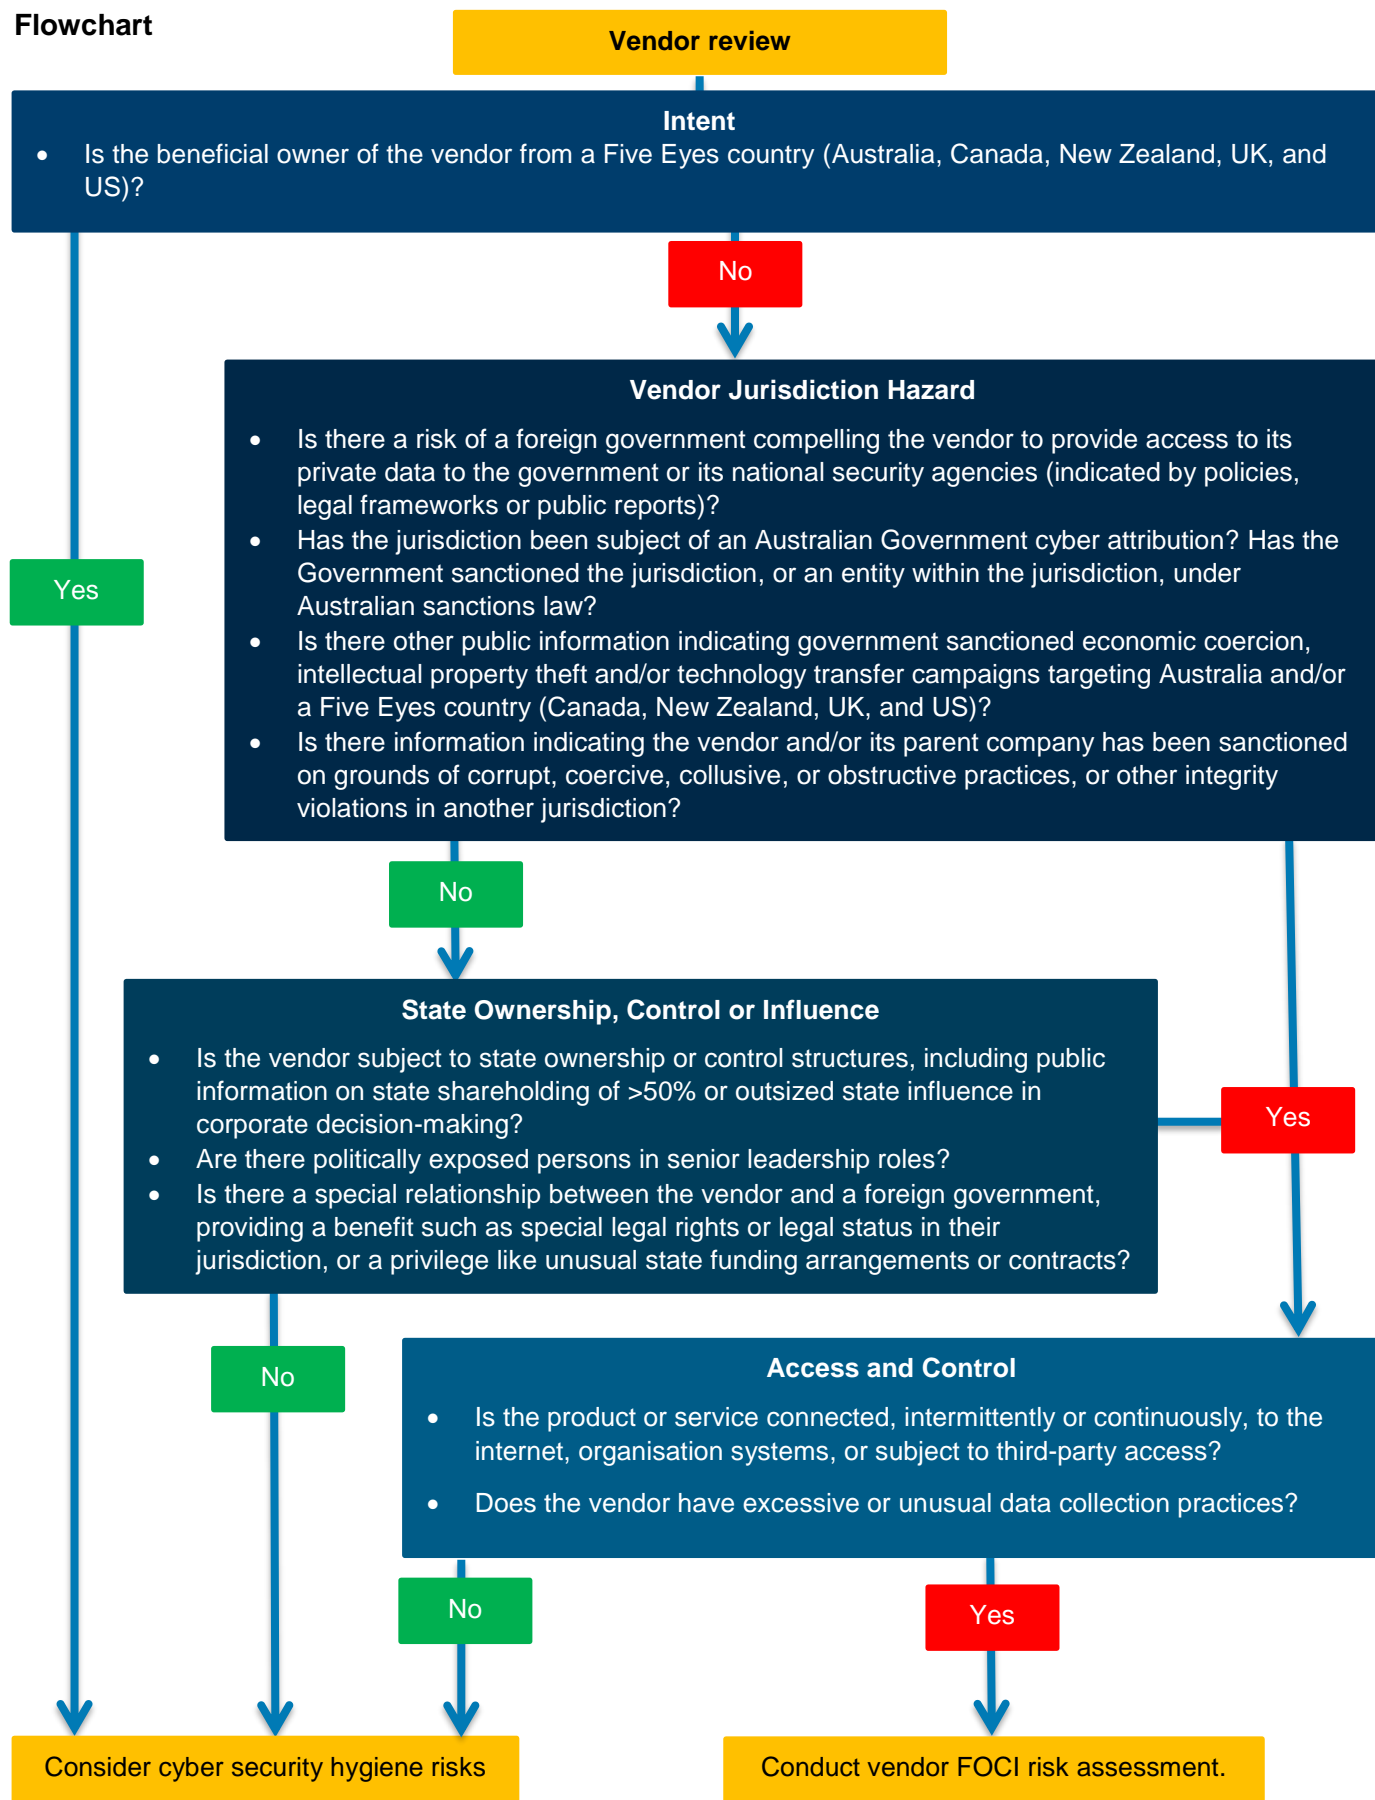 Flowchart
Vendor review
Intent
• Is the beneficial owner of the vendor from a Five Eyes country (Australia, Canada, New Zealand, UK, and
US)?
No
Vendor Jurisdiction Hazard
• Is there a risk of a foreign government compelling the vendor to provide access to its
private data to the government or its national security agencies (indicated by policies,
legal frameworks or public reports)?
• Has the jurisdiction been subject of an Australian Government cyber attribution? Has the
Government sanctioned the jurisdiction, or an entity within the jurisdiction, under
Australian sanctions law?
• Is there other public information indicating government sanctioned economic coercion,
intellectual property theft and/or technology transfer campaigns targeting Australia and/or
a Five Eyes country (Canada, New Zealand, UK, and US)?
• Is there information indicating the vendor and/or its parent company has been sanctioned
on grounds of corrupt, coercive, collusive, or obstructive practices, or other integrity
violations in another jurisdiction?
Yes
No
State Ownership, Control or Influence
• Is the vendor subject to state ownership or control structures, including public
information on state shareholding of >50% or outsized state influence in
corporate decision-making?
• Are there politically exposed persons in senior leadership roles?
• Is there a special relationship between the vendor and a foreign government,
providing a benefit such as special legal rights or legal status in their
jurisdiction, or a privilege like unusual state funding arrangements or contracts?
Yes
No
Access and Control
• Is the product or service connected, intermittently or continuously, to the
internet, organisation systems, or subject to third-party access?
• Does the vendor have excessive or unusual data collection practices?
No
Yes
Consider cyber security hygiene risks
Conduct vendor FOCI risk assessment.